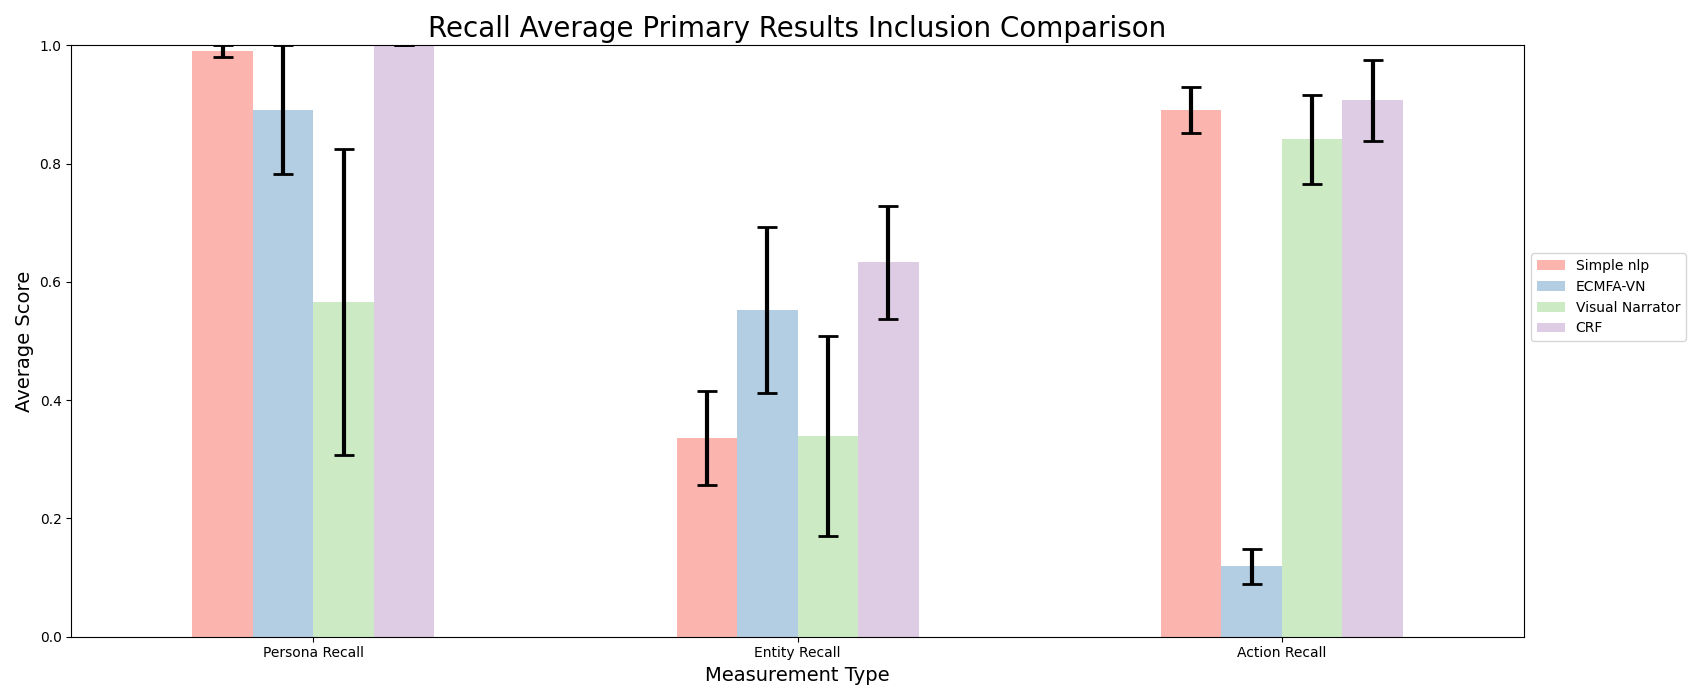 Recall Average Primary Results Inclusion Comparison
1.0
0.8
0.6
0.4
0.2
0.0
Average Score
Persona Recall
Entity Recall
Action Recall
Measurement Type
Simple nlp
ECMFA-VN
Visual Narrator
CRF